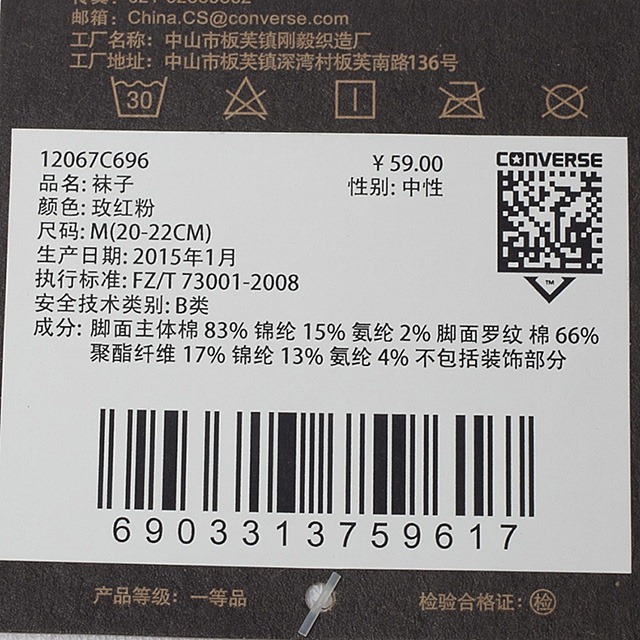 邮箱: China.CS@converse.com
工厂名称: 中山市板芙镇刚毅织造厂
工厂地址: 中山市板芙镇深湾村板芙南路136号
30
12067C696
¥ 59.00
CONVERSE
品名: 袜子
性别: 中性
颜色: 玫红粉
尺码: M(20-22CM)
生产日期: 2015年1月
TM
执行标准: FZ/T 73001-2008
安全技术类别: B类
成分: 脚面主体棉 83% 锦纶 15% 氨纶 2% 脚面罗纹 棉 66%
聚酯纤维 17% 锦纶 13% 氨纶 4% 不包括装饰部分
6903313759617
产品等级: 一等品
检验合格证: 检